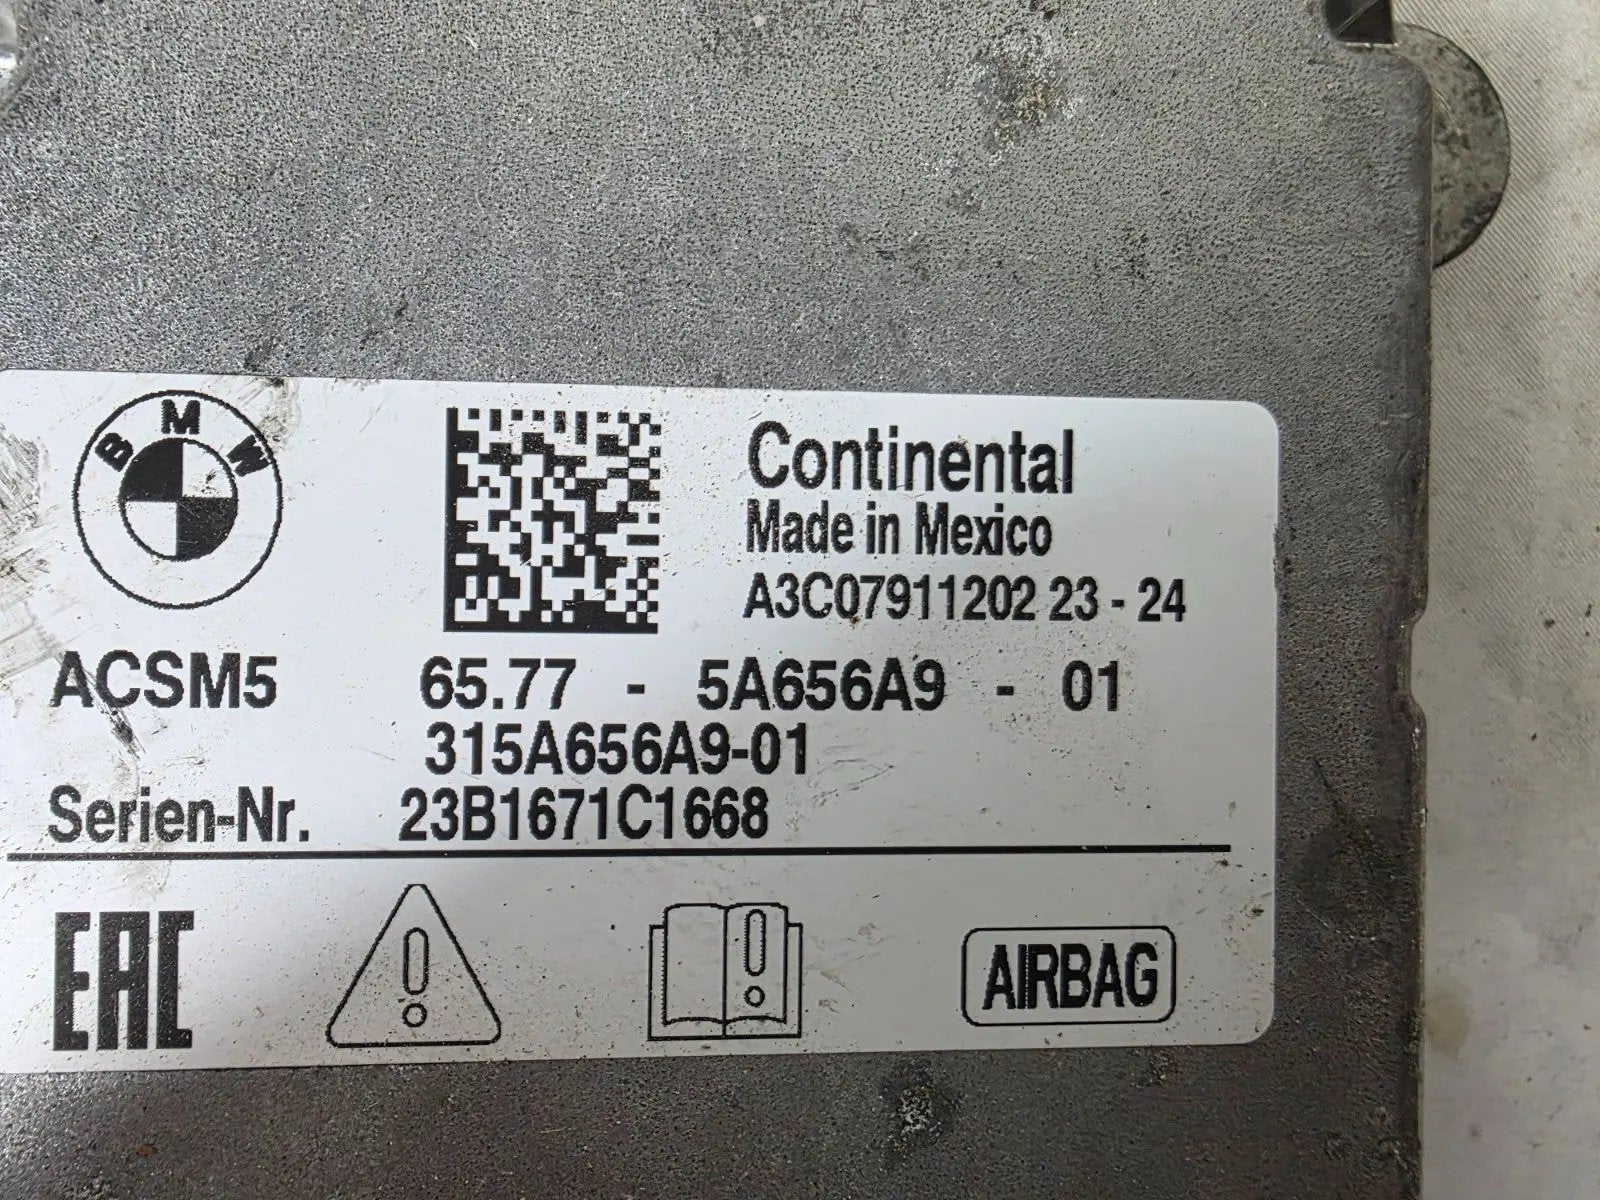 BMW
Continental
Made in Mexico
A3C07911202 23 - 24
ACSM5 65.77 - 5A656A9 - 01
315A656A9-01
Serien-Nr. 23B1671C1668
EAC
AIRBAG